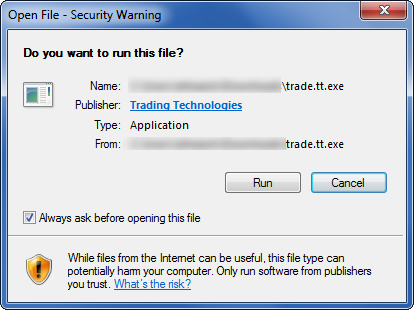 Open File - Security Warning
Do you want to run this file?
Name: \trade.tt.exe
Publisher: Trading Technologies
Type: Application
From: trade.tt.exe
Run Cancel
Always ask before opening this file
While files from the Internet can be useful, this file type can
potentially harm your computer. Only run software from publishers
you trust. What's the risk?